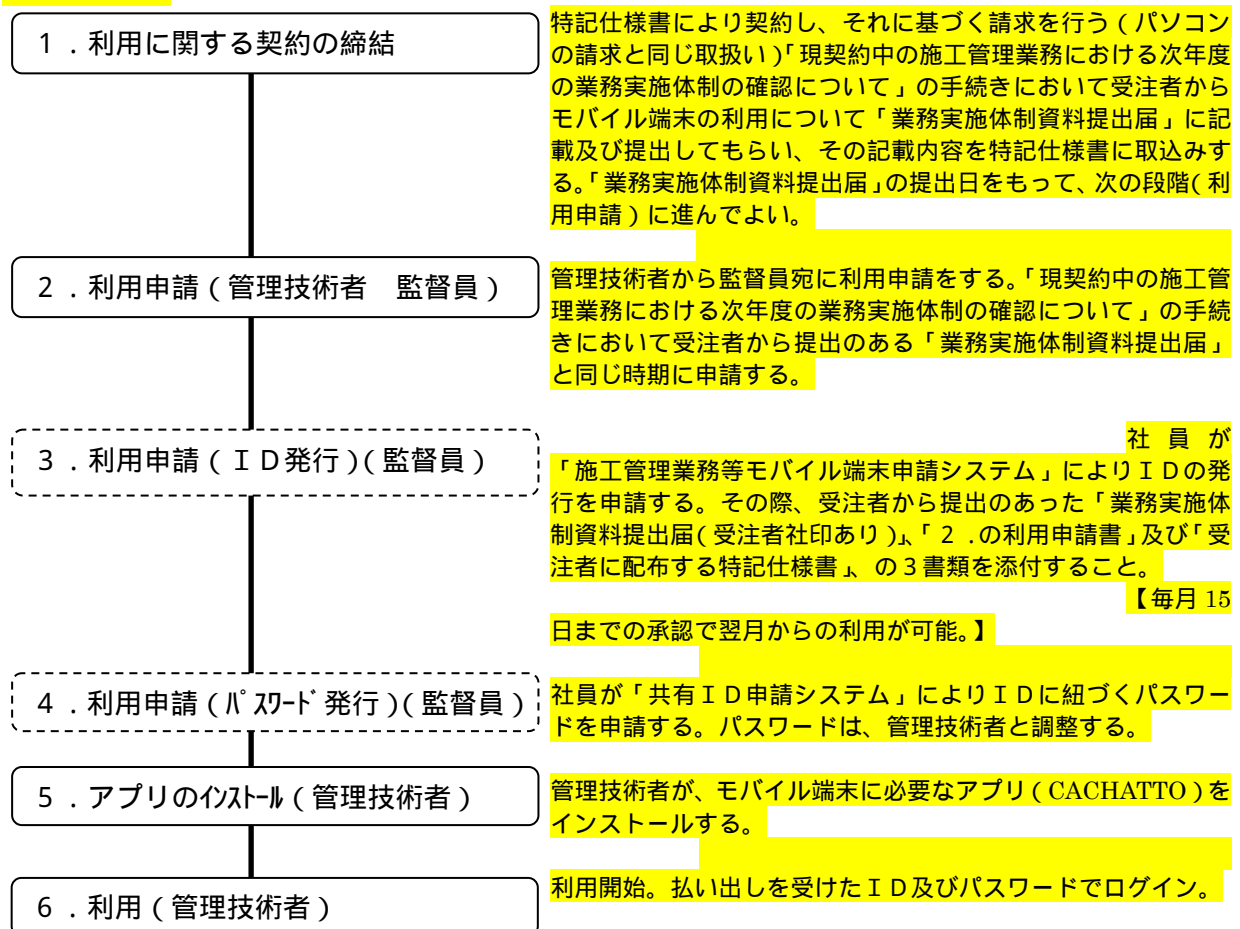 １．利用に関する契約の締結
特記仕様書により契約し、それに基づく請求を行う（パソコン
の請求と同じ取扱い）「現契約中の施工管理業務における次年度
の業務実施体制の確認について」の手続きにおいて受注者から
モバイル端末の利用について「業務実施体制資料提出届」に記
載及び提出してもらい、その記載内容を特記仕様書に取込みす
る。「業務実施体制資料提出届」の提出日をもって、次の段階（利
用申請）に進んでよい。
２．利用申請（管理技術者　監督員）
管理技術者から監督員宛に利用申請をする。「現契約中の施工管
理業務における次年度の業務実施体制の確認について」の手続
きにおいて受注者から提出のある「業務実施体制資料提出届」
と同じ時期に申請する。
３．利用申請（ＩＤ発行）（監督員）
社 員 が
「施工管理業務等モバイル端末申請システム」によりＩＤの発
行を申請する。その際、受注者から提出のあった「業務実施体
制資料提出届（受注者社印あり）」、「２．の利用申請書」及び「受
注者に配布する特記仕様書」、の３書類を添付すること。
【毎月 15
日までの承認で翌月からの利用が可能。】
４．利用申請（ﾊﾟｽﾜｰﾄﾞ発行）（監督員）
社員が「共有ＩＤ申請システム」によりＩＤに紐づくパスワー
ドを申請する。パスワードは、管理技術者と調整する。
５．アプリのｲﾝｽﾄｰﾙ（管理技術者）
管理技術者が、モバイル端末に必要なアプリ（CACHATTO）を
インストールする。
６．利用（管理技術者）
利用開始。払い出しを受けたＩＤ及びパスワードでログイン。